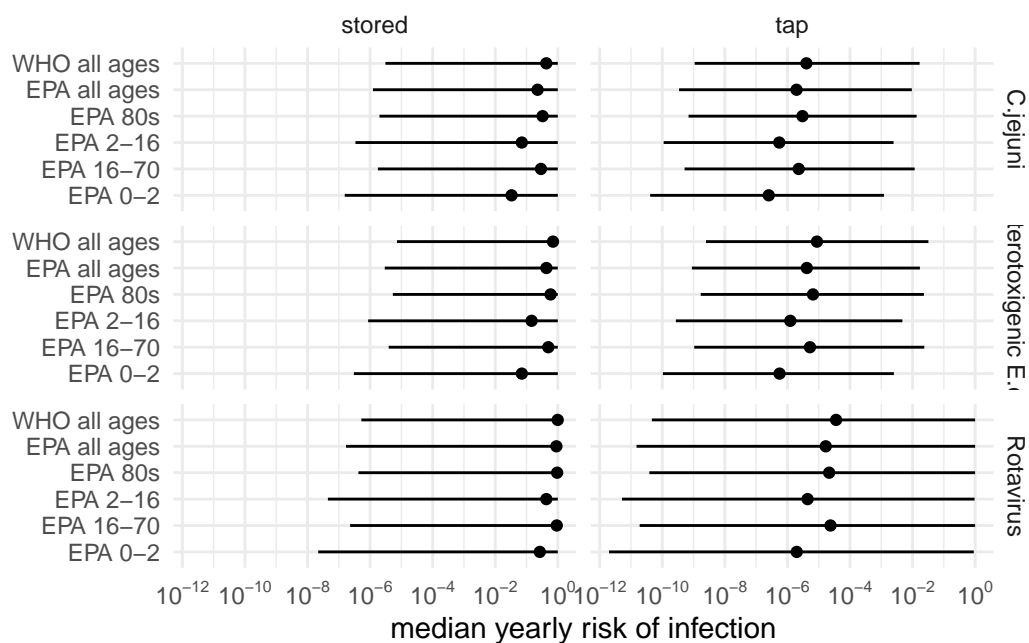 stored
tap
WHO all ages
EPA all ages
EPA 80s
EPA 2−16
EPA 16−70
EPA 0−2
C.jejuni
WHO all ages
EPA all ages
EPA 80s
EPA 2−16
EPA 16−70
EPA 0−2
terotoxigenic E.c
WHO all ages
EPA all ages
EPA 80s
EPA 2−16
EPA 16−70
EPA 0−2
Rotavirus
10⁻¹² 10⁻¹⁰ 10⁻⁸ 10⁻⁶ 10⁻⁴ 10⁻² 10⁰ 10⁻¹² 10⁻¹⁰ 10⁻⁸ 10⁻⁶ 10⁻⁴ 10⁻² 10⁰
median yearly risk of infection